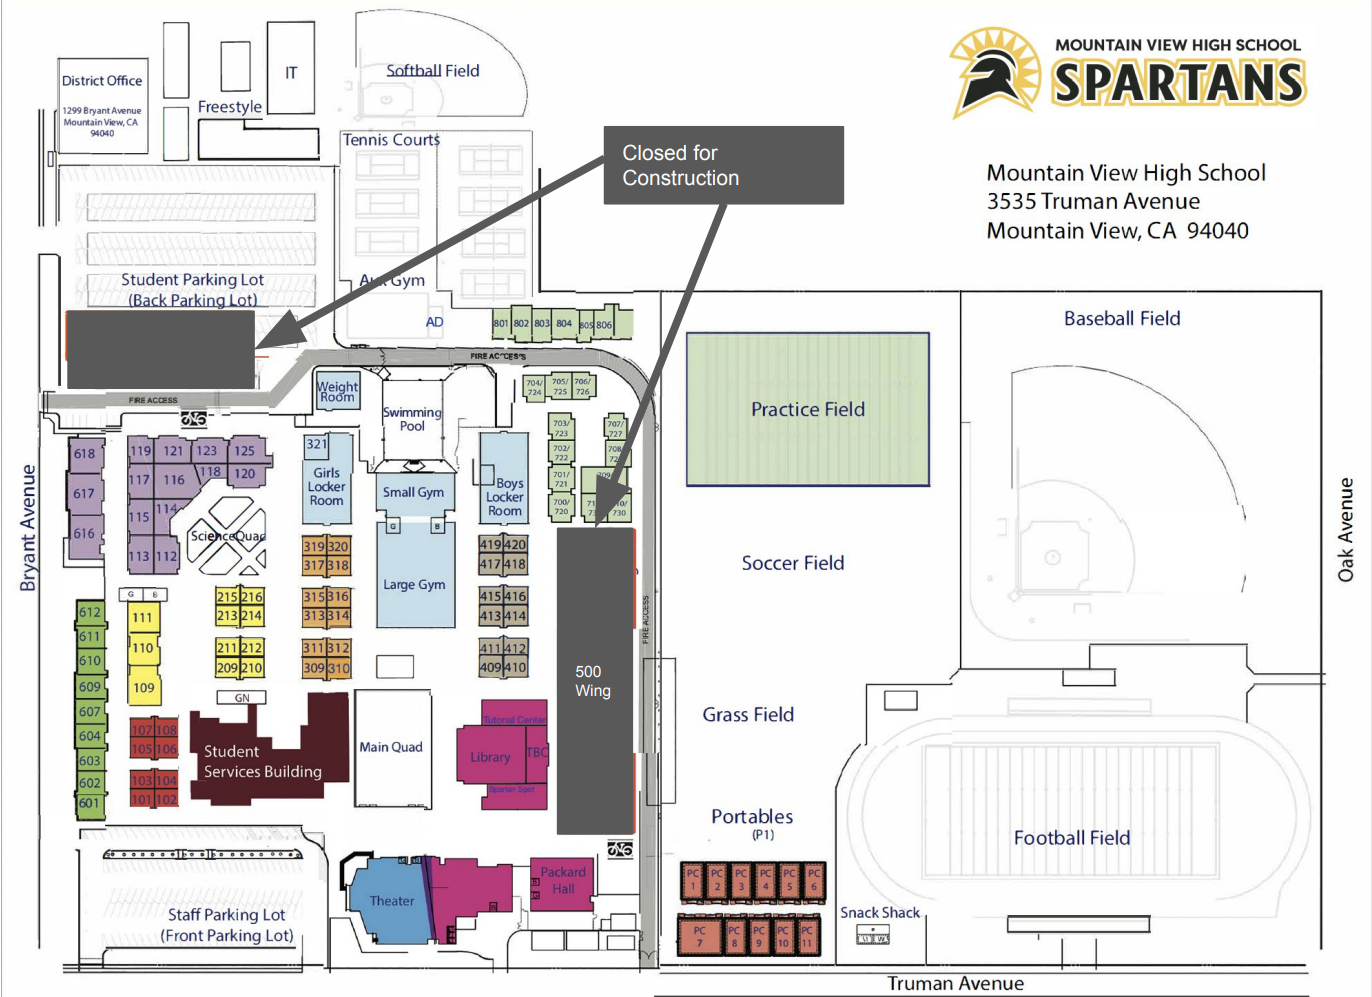 MOUNTAIN VIEW HIGH SCHOOL
SPARTANS
Mountain View High School
3535 Truman Avenue
Mountain View, CA 94040
District Office
1299 Bryant Avenue
Mountain View, CA
94040
IT
Freestyle
Softball Field
Tennis Courts
Closed for
Construction
Student Parking Lot
(Back Parking Lot)
Gym
AD
801 802 803 804 805 806
FIRE ACCESS
FIRE ACCESS
Baseball Field
Practice Field
Weight
Room
Swimming
Pool
704/
724
705/
725
706/
726
703/
723
707/
727
702/
722
701/
721
700/
720
618
617
616
119 121 123 125
117 116 118 120
115 114
113 112
Science Quad
321
Girls
Locker
Room
Small Gym
G B
Large Gym
Boys
Locker
Room
Bryant Avenue
Oak Avenue
Soccer Field
FIRE ACCESS
319 320
317 318
315 316
313 314
311 312
309 310
419 420
417 418
415 416
413 414
411 412
409 410
G B
111
110
109
215 216
213 214
211 212
209 210
612
611
610
609
607
604
603
602
601
107 108
105 106
103 104
101 102
GN
Student
Services Building
Main Quad
Tutorial Center
Library
TBC
Spartan Spot
500
Wing
Grass Field
Portables
(P1)
PC
1
PC
2
PC
3
PC
4
PC
5
PC
6
PC
7
PC
8
PC
9
PC
10
PC
11
Football Field
Snack Shack
Staff Parking Lot
(Front Parking Lot)
Theater
Packard
Hall
Truman Avenue